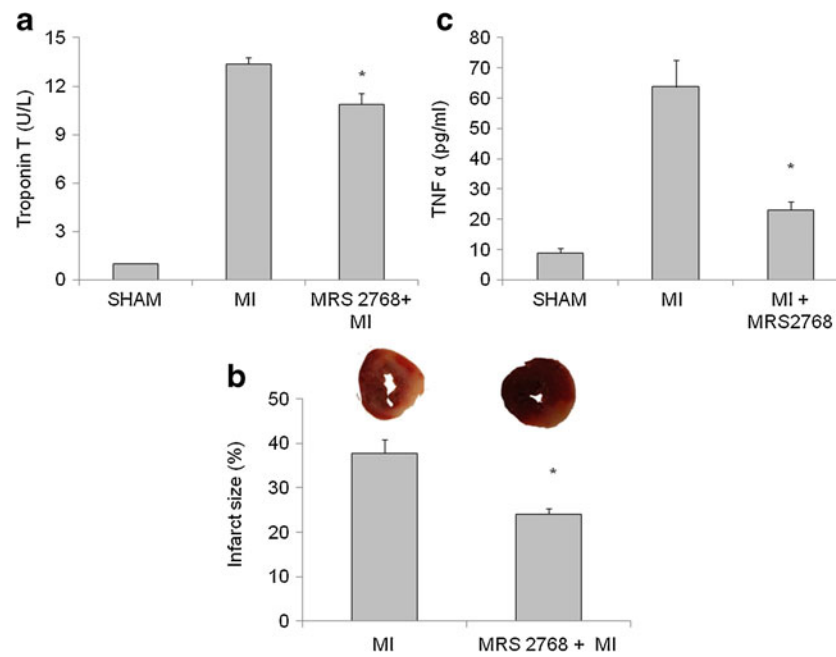 a
Troponin T (U/L)
15
12
9
6
3
0
*
SHAM
MI
MRS 2768+
MI
c
TNF α (pg/ml)
80
70
60
50
40
30
20
10
0
*
SHAM
MI
MI +
MRS2768
b
Infarct size (%)
50
40
30
20
10
0
*
MI
MRS 2768 + MI